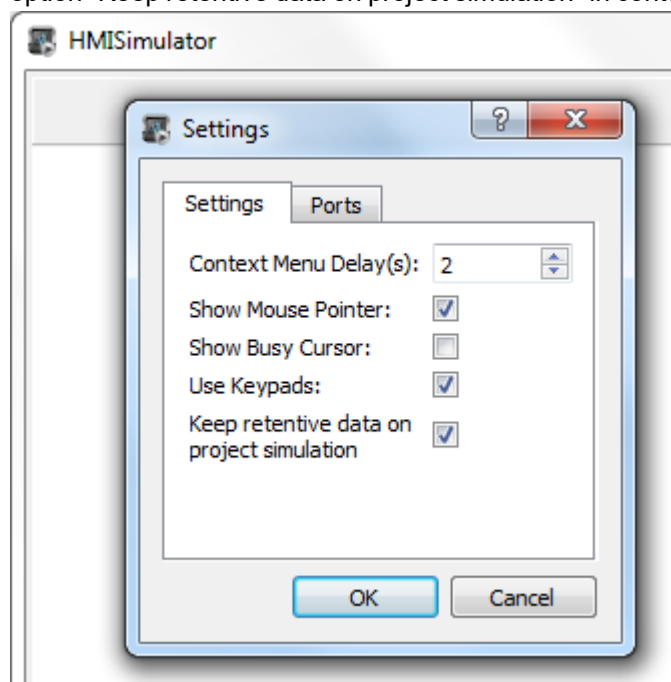 option "Keep retentive data on project simulation" in cont
HMISimulator
Settings
Settings Ports
Context Menu Delay(s): 2
Show Mouse Pointer:
Show Busy Cursor:
Use Keypads:
Keep retentive data on
project simulation
OK Cancel